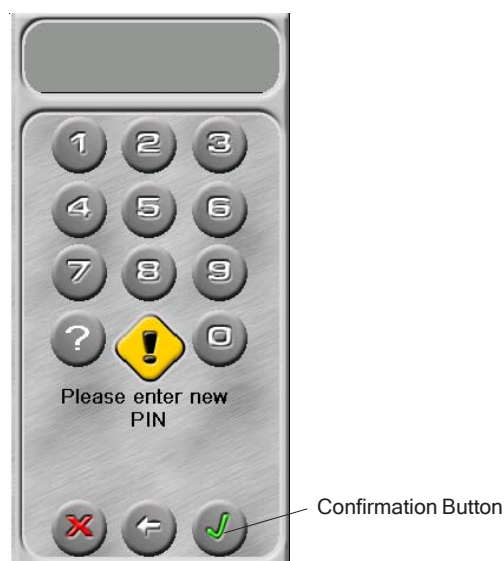 1 2 3
4 5 6
7 8 9
? ! 0
Please enter new
PIN
Confirmation Button